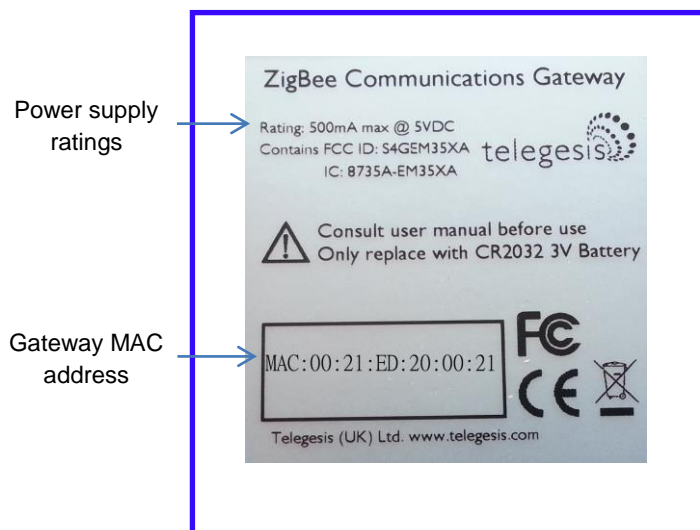 ZigBee Communications Gateway
Power supply
ratings
Rating: 500mA max @ 5VDC
Contains FCC ID: S4GEM35XA
IC: 8735A-EM35XA
telegesis
Consult user manual before use
Only replace with CR2032 3V Battery
Gateway MAC
address
MAC:00:21:ED:20:00:21
FC
CE
Telegesis (UK) Ltd. www.telegesis.com